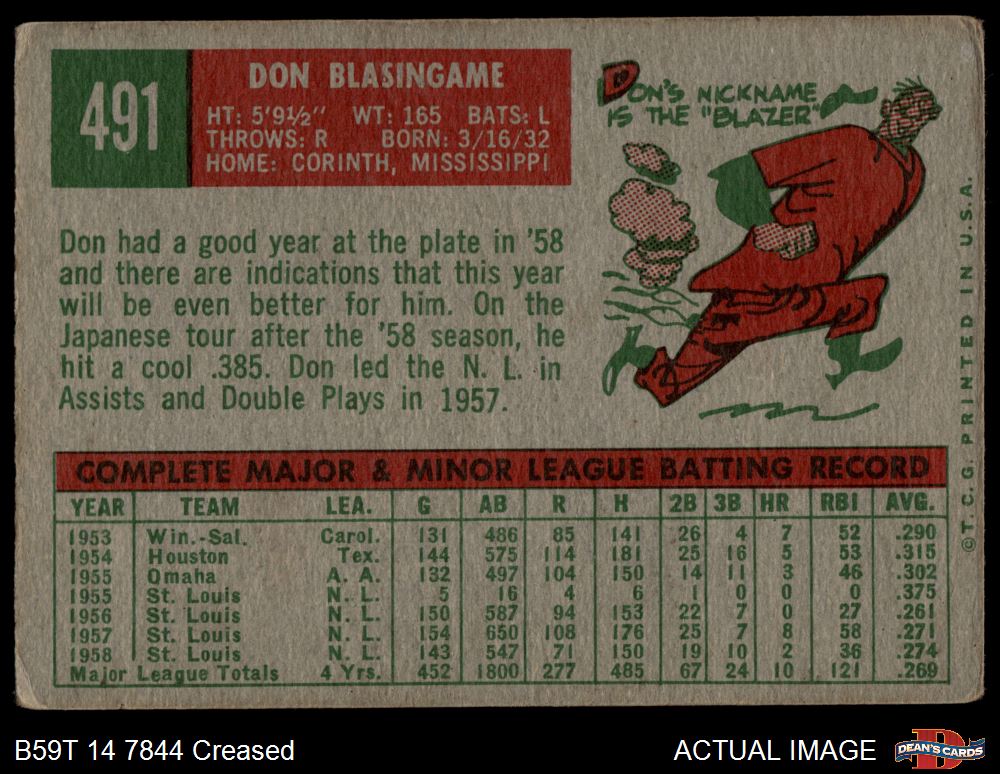 491
DON BLASINGAME
HT: 5'9½" WT: 165 BATS: L
THROWS: R BORN: 3/16/32
HOME: CORINTH, MISSISSIPPI
DON'S NICKNAME
IS THE "BLAZER"
Don had a good year at the plate in '58
and there are indications that this year
will be even better for him. On the
Japanese tour after the '58 season, he
hit a cool .385. Don led the N. L. in
Assists and Double Plays in 1957.
©T.C.G. PRINTED IN U.S.A.
COMPLETE MAJOR & MINOR LEAGUE BATTING RECORD
YEAR TEAM LEA. G AB R H 2B 3B HR RBI AVG.
1953 Win.-Sal. Carol. 131 486 85 141 26 4 7 52 .290
1954 Houston Tex. 144 575 114 181 25 16 5 53 .315
1955 Omaha A. A. 132 497 104 150 14 11 3 46 .302
1955 St. Louis N. L. 5 16 4 6 1 0 0 0 .375
1956 St. Louis N. L. 150 587 94 153 22 7 0 27 .261
1957 St. Louis N. L. 154 650 108 176 25 7 8 58 .271
1958 St. Louis N. L. 143 547 71 150 19 10 2 36 .274
Major League Totals 4 Yrs. 452 1800 277 485 67 24 10 121 .269
B59T 14 7844 Creased
ACTUAL IMAGE
D
DEAN'S CARDS